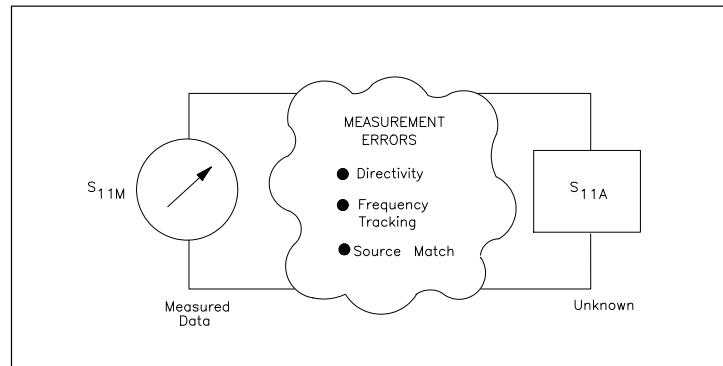 MEASUREMENT
ERRORS
Directivity
Frequency
Tracking
Source Match
S11M
S11A
Measured
Data
Unknown